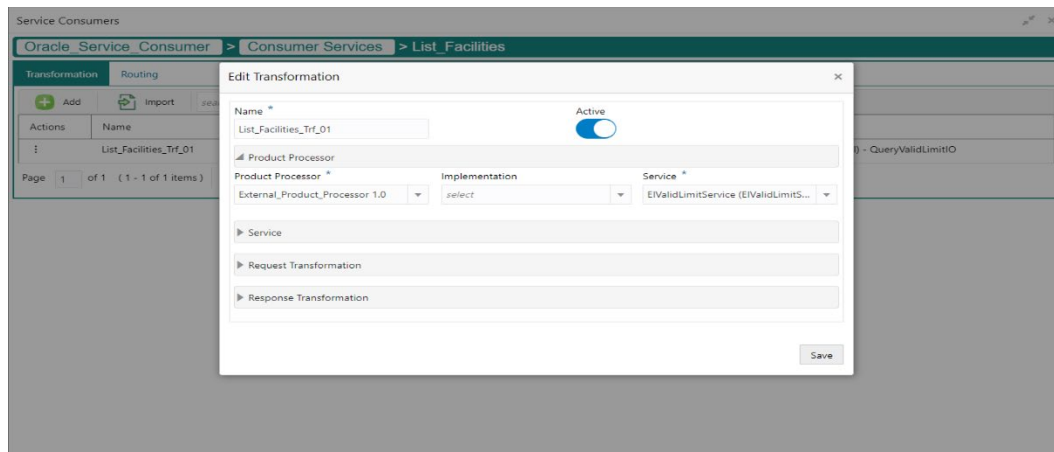 Service Consumers
Oracle_Service_Consumer > Consumer Services > List_Facilities
Transformation Routing
Edit Transformation
Add Import
Name *
Active
List_Facilities_Trf_01
Actions Name
List_Facilities_Trf_01
- QueryValidLimitIO
Product Processor
Page 1 of 1 (1 - 1 of 1 items)
Product Processor * Implementation Service *
External_Product_Processor 1.0 select EIValidLimitService (EIValidLimitS...
Service
Request Transformation
Response Transformation
Save